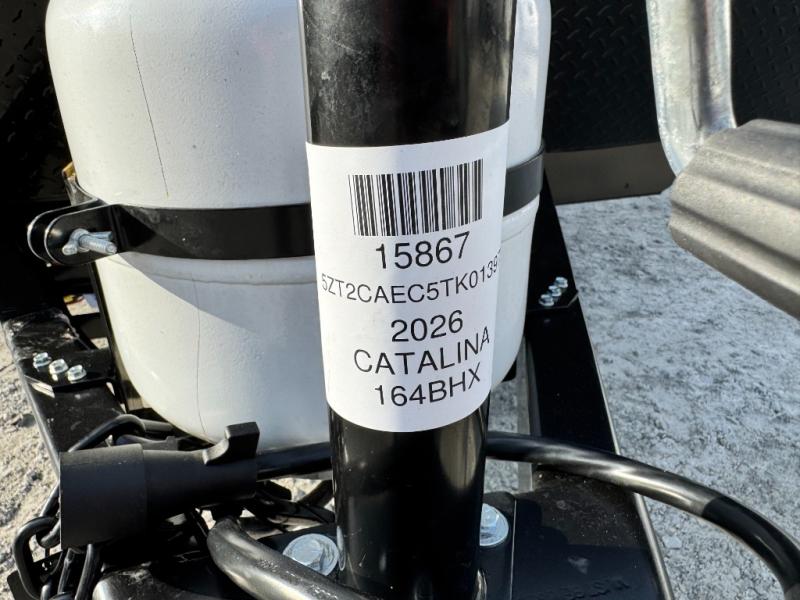 15867
5ZT2CAEC5TK0139
2026
CATALINA
164BHX